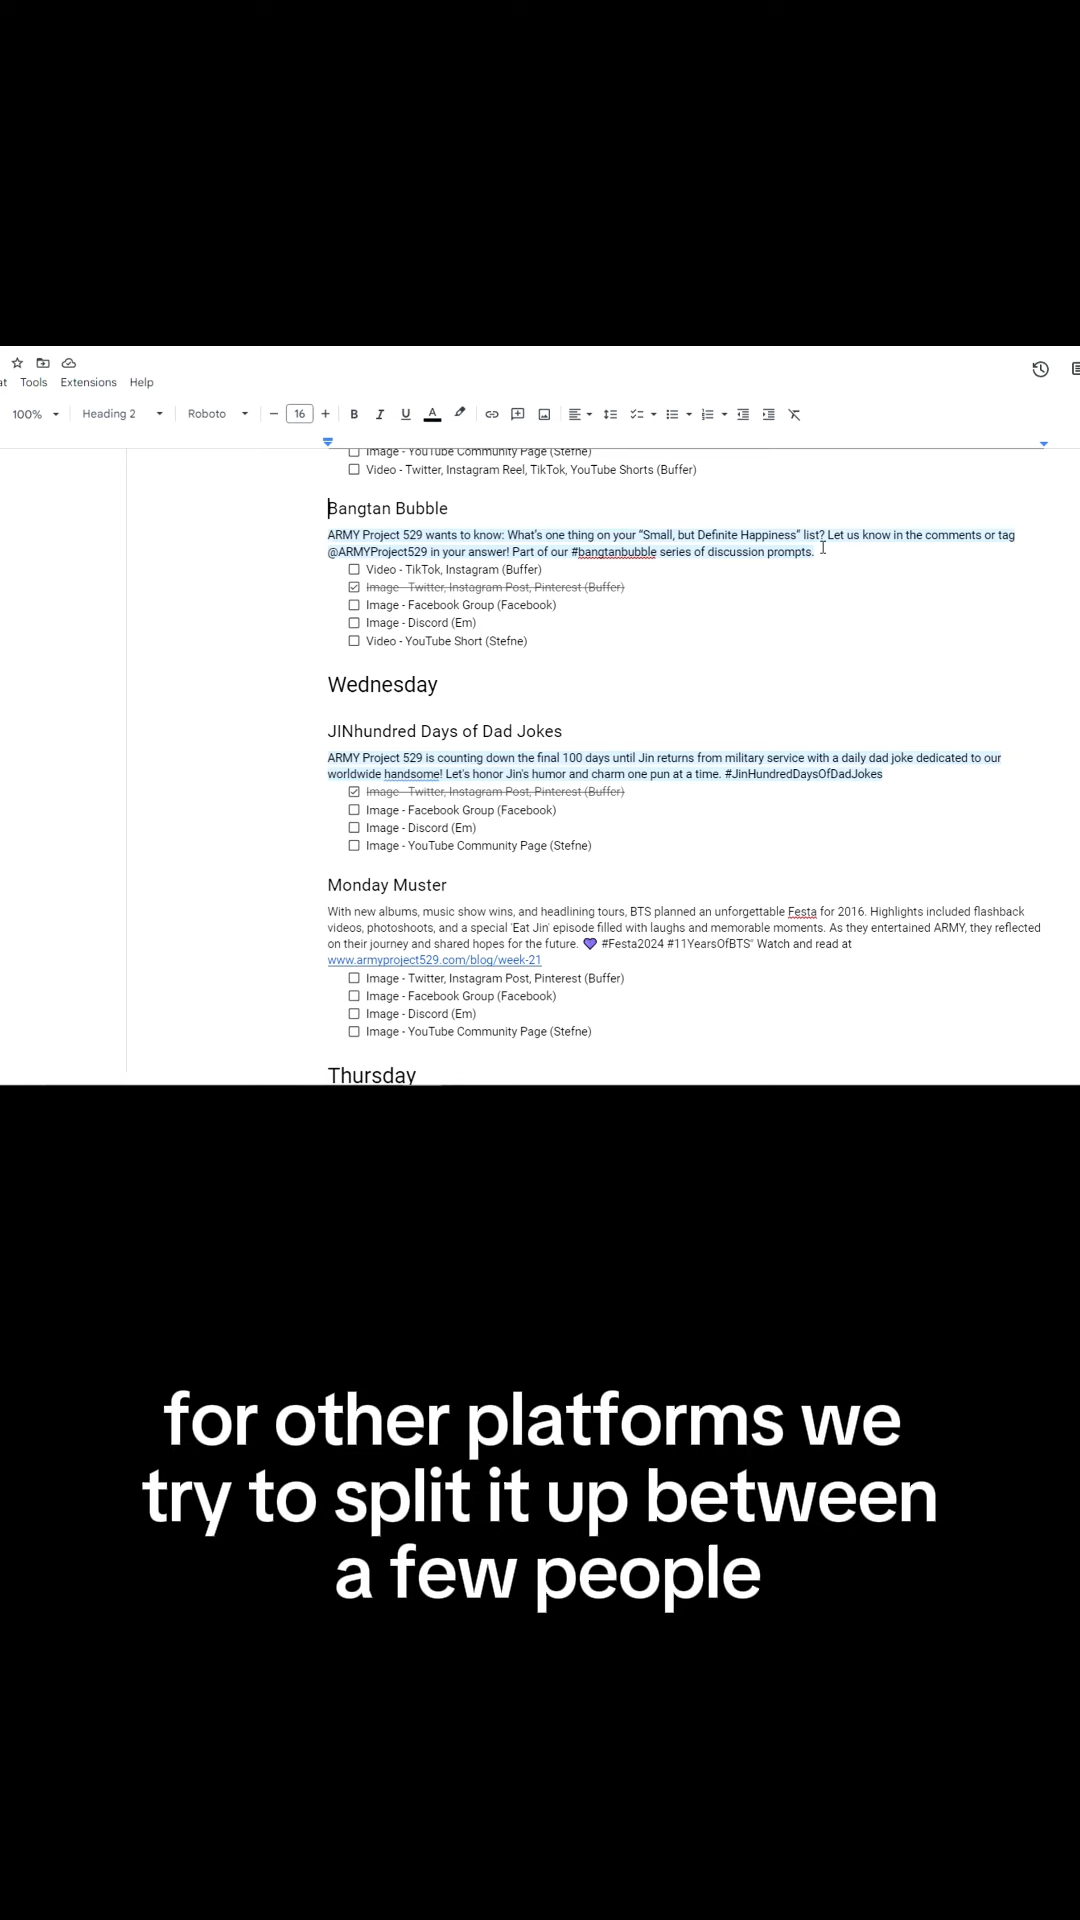 at Tools Extensions Help
100% Heading 2 Roboto - 16 + B I U A
Image - YouTube Community Page (Stefne)
Video - Twitter, Instagram Reel, TikTok, YouTube Shorts (Buffer)
Bangtan Bubble
ARMY Project 529 wants to know: What's one thing on your “Small, but Definite Happiness” list? Let us know in the comments or tag
@ARMYProject529 in your answer! Part of our #bangtanbubble series of discussion prompts.
Video - TikTok, Instagram (Buffer)
Image - Twitter, Instagram Post, Pinterest (Buffer)
Image - Facebook Group (Facebook)
Image - Discord (Em)
Video - YouTube Short (Stefne)
Wednesday
JINhundred Days of Dad Jokes
ARMY Project 529 is counting down the final 100 days until Jin returns from military service with a daily dad joke dedicated to our
worldwide handsome! Let's honor Jin's humor and charm one pun at a time. #JinHundredDaysOfDadJokes
Image - Twitter, Instagram Post, Pinterest (Buffer)
Image - Facebook Group (Facebook)
Image - Discord (Em)
Image - YouTube Community Page (Stefne)
Monday Muster
With new albums, music show wins, and headlining tours, BTS planned an unforgettable Festa for 2016. Highlights included flashback
videos, photoshoots, and a special 'Eat Jin' episode filled with laughs and memorable moments. As they entertained ARMY, they reflected
on their journey and shared hopes for the future. 💜 #Festa2024 #11YearsOfBTS" Watch and read at
www.armyproject529.com/blog/week-21
Image - Twitter, Instagram Post, Pinterest (Buffer)
Image - Facebook Group (Facebook)
Image - Discord (Em)
Image - YouTube Community Page (Stefne)
Thursday
for other platforms we
try to split it up between
a few people